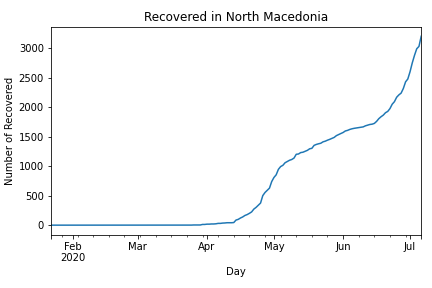 Recovered in North Macedonia
Number of Recovered
3000
2500
2000
1500
1000
500
0
Feb Mar Apr May Jun Jul
2020
Day